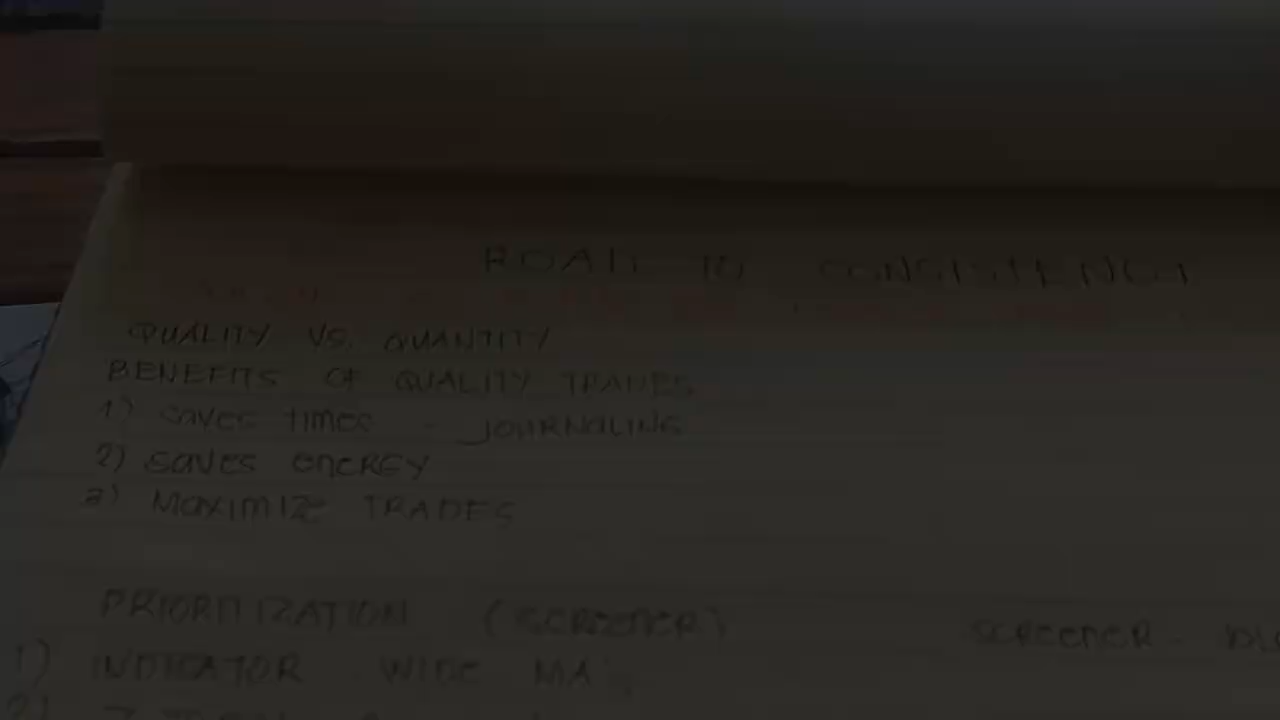 ROAD TO CONSISTENCY
QUALITY VS. QUANTITY
BENEFITS OF QUALITY TRADES
1) saves times - JOURNALING
2) saves energy
3) MAXIMIZE TRADES
PRIORITIZATION (SCREENER)
SCREENER -
1) INDICATOR WIDE MA
2)